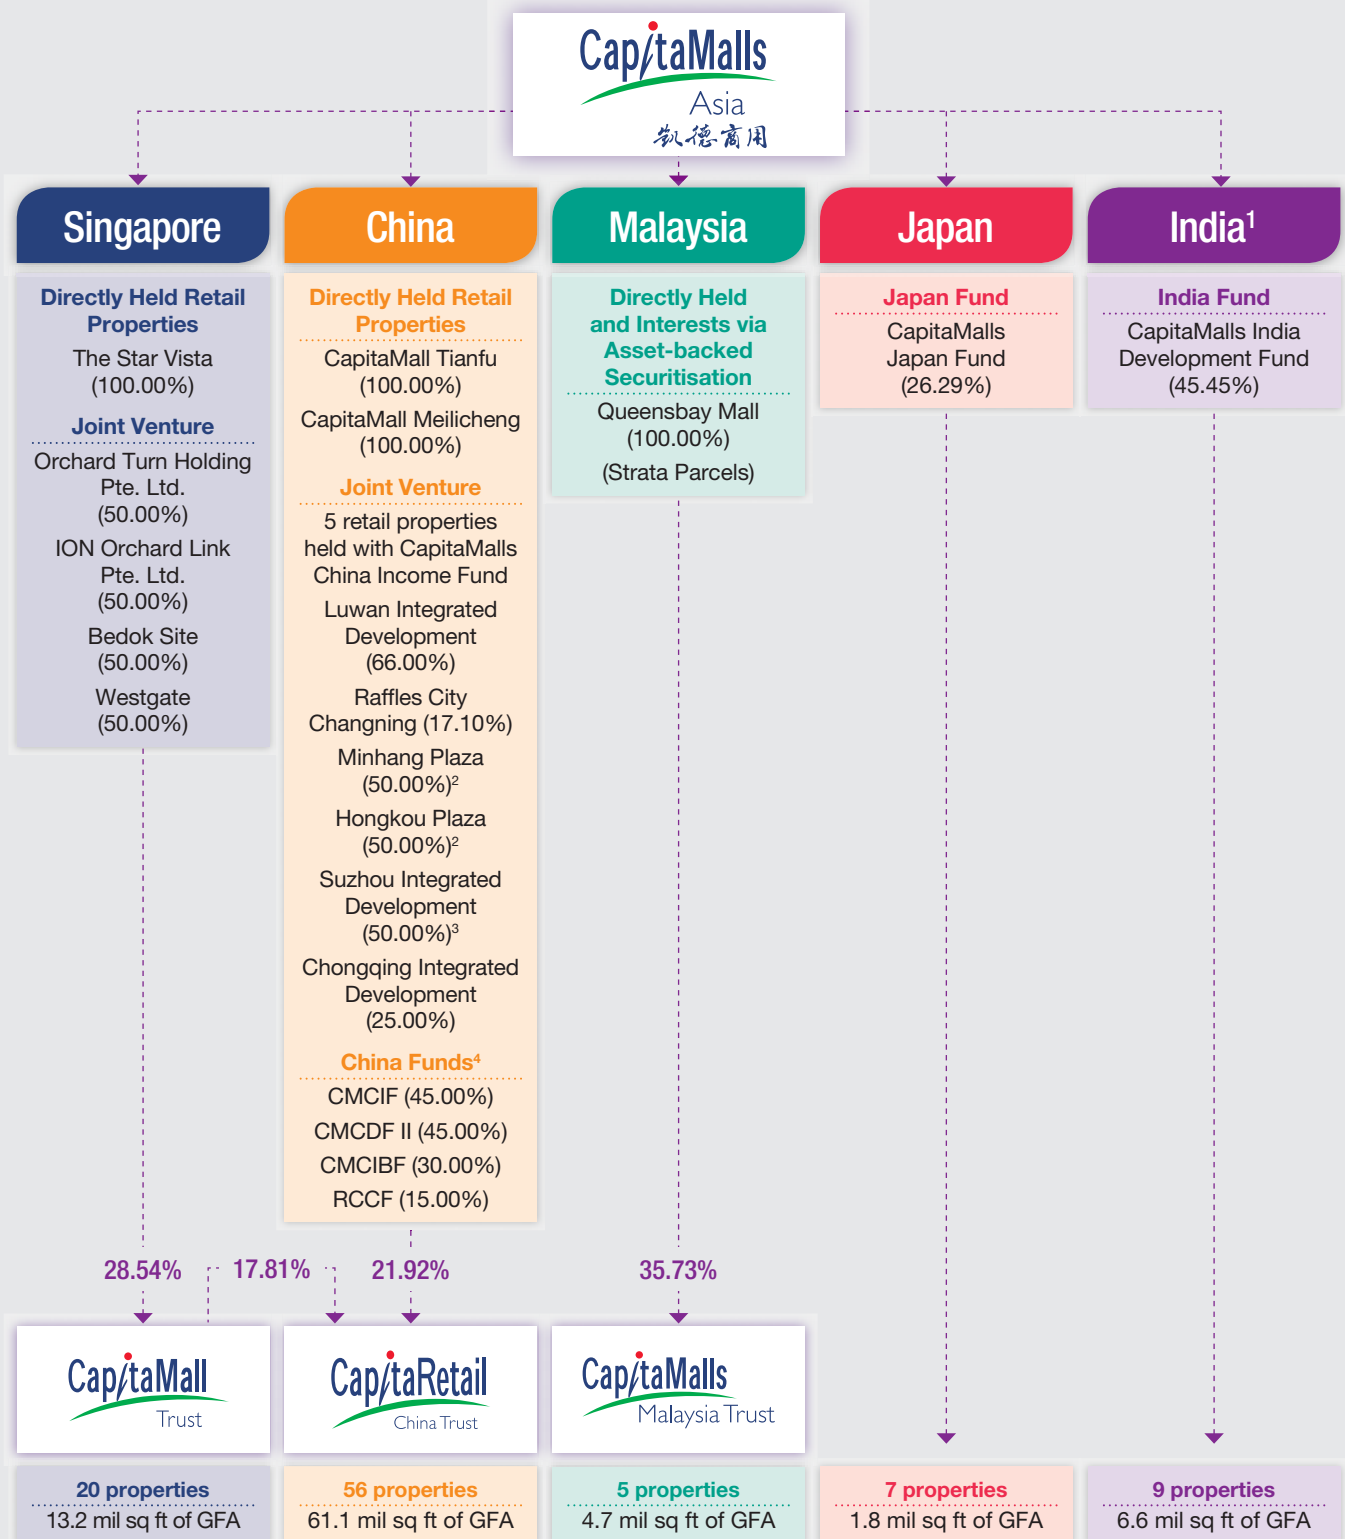 CapitaMalls
Asia
凯德商用
Singapore
Directly Held Retail
Properties
The Star Vista
(100.00%)
Joint Venture
Orchard Turn Holding
Pte. Ltd.
(50.00%)
ION Orchard Link
Pte. Ltd.
(50.00%)
Bedok Site
(50.00%)
Westgate
(50.00%)
China
Directly Held Retail
Properties
CapitaMall Tianfu
(100.00%)
CapitaMall Meilicheng
(100.00%)
Joint Venture
5 retail properties
held with CapitaMalls
China Income Fund
Luwan Integrated
Development
(66.00%)
Raffles City
Changning (17.10%)
Minhang Plaza
(50.00%)²
Hongkou Plaza
(50.00%)²
Suzhou Integrated
Development
(50.00%)³
Chongqing Integrated
Development
(25.00%)
China Funds⁴
CMCIF (45.00%)
CMCDF II (45.00%)
CMCIBF (30.00%)
RCCF (15.00%)
Malaysia
Directly Held
and Interests via
Asset-backed
Securitisation
Queensbay Mall
(100.00%)
(Strata Parcels)
Japan
Japan Fund
CapitaMalls
Japan Fund
(26.29%)
India¹
India Fund
CapitaMalls India
Development Fund
(45.45%)
28.54%
17.81%
21.92%
35.73%
CapitaMall
Trust
CapitaRetail
China Trust
CapitaMalls
Malaysia Trust
20 properties
13.2 mil sq ft of GFA
56 properties
61.1 mil sq ft of GFA
5 properties
4.7 mil sq ft of GFA
7 properties
1.8 mil sq ft of GFA
9 properties
6.6 mil sq ft of GFA